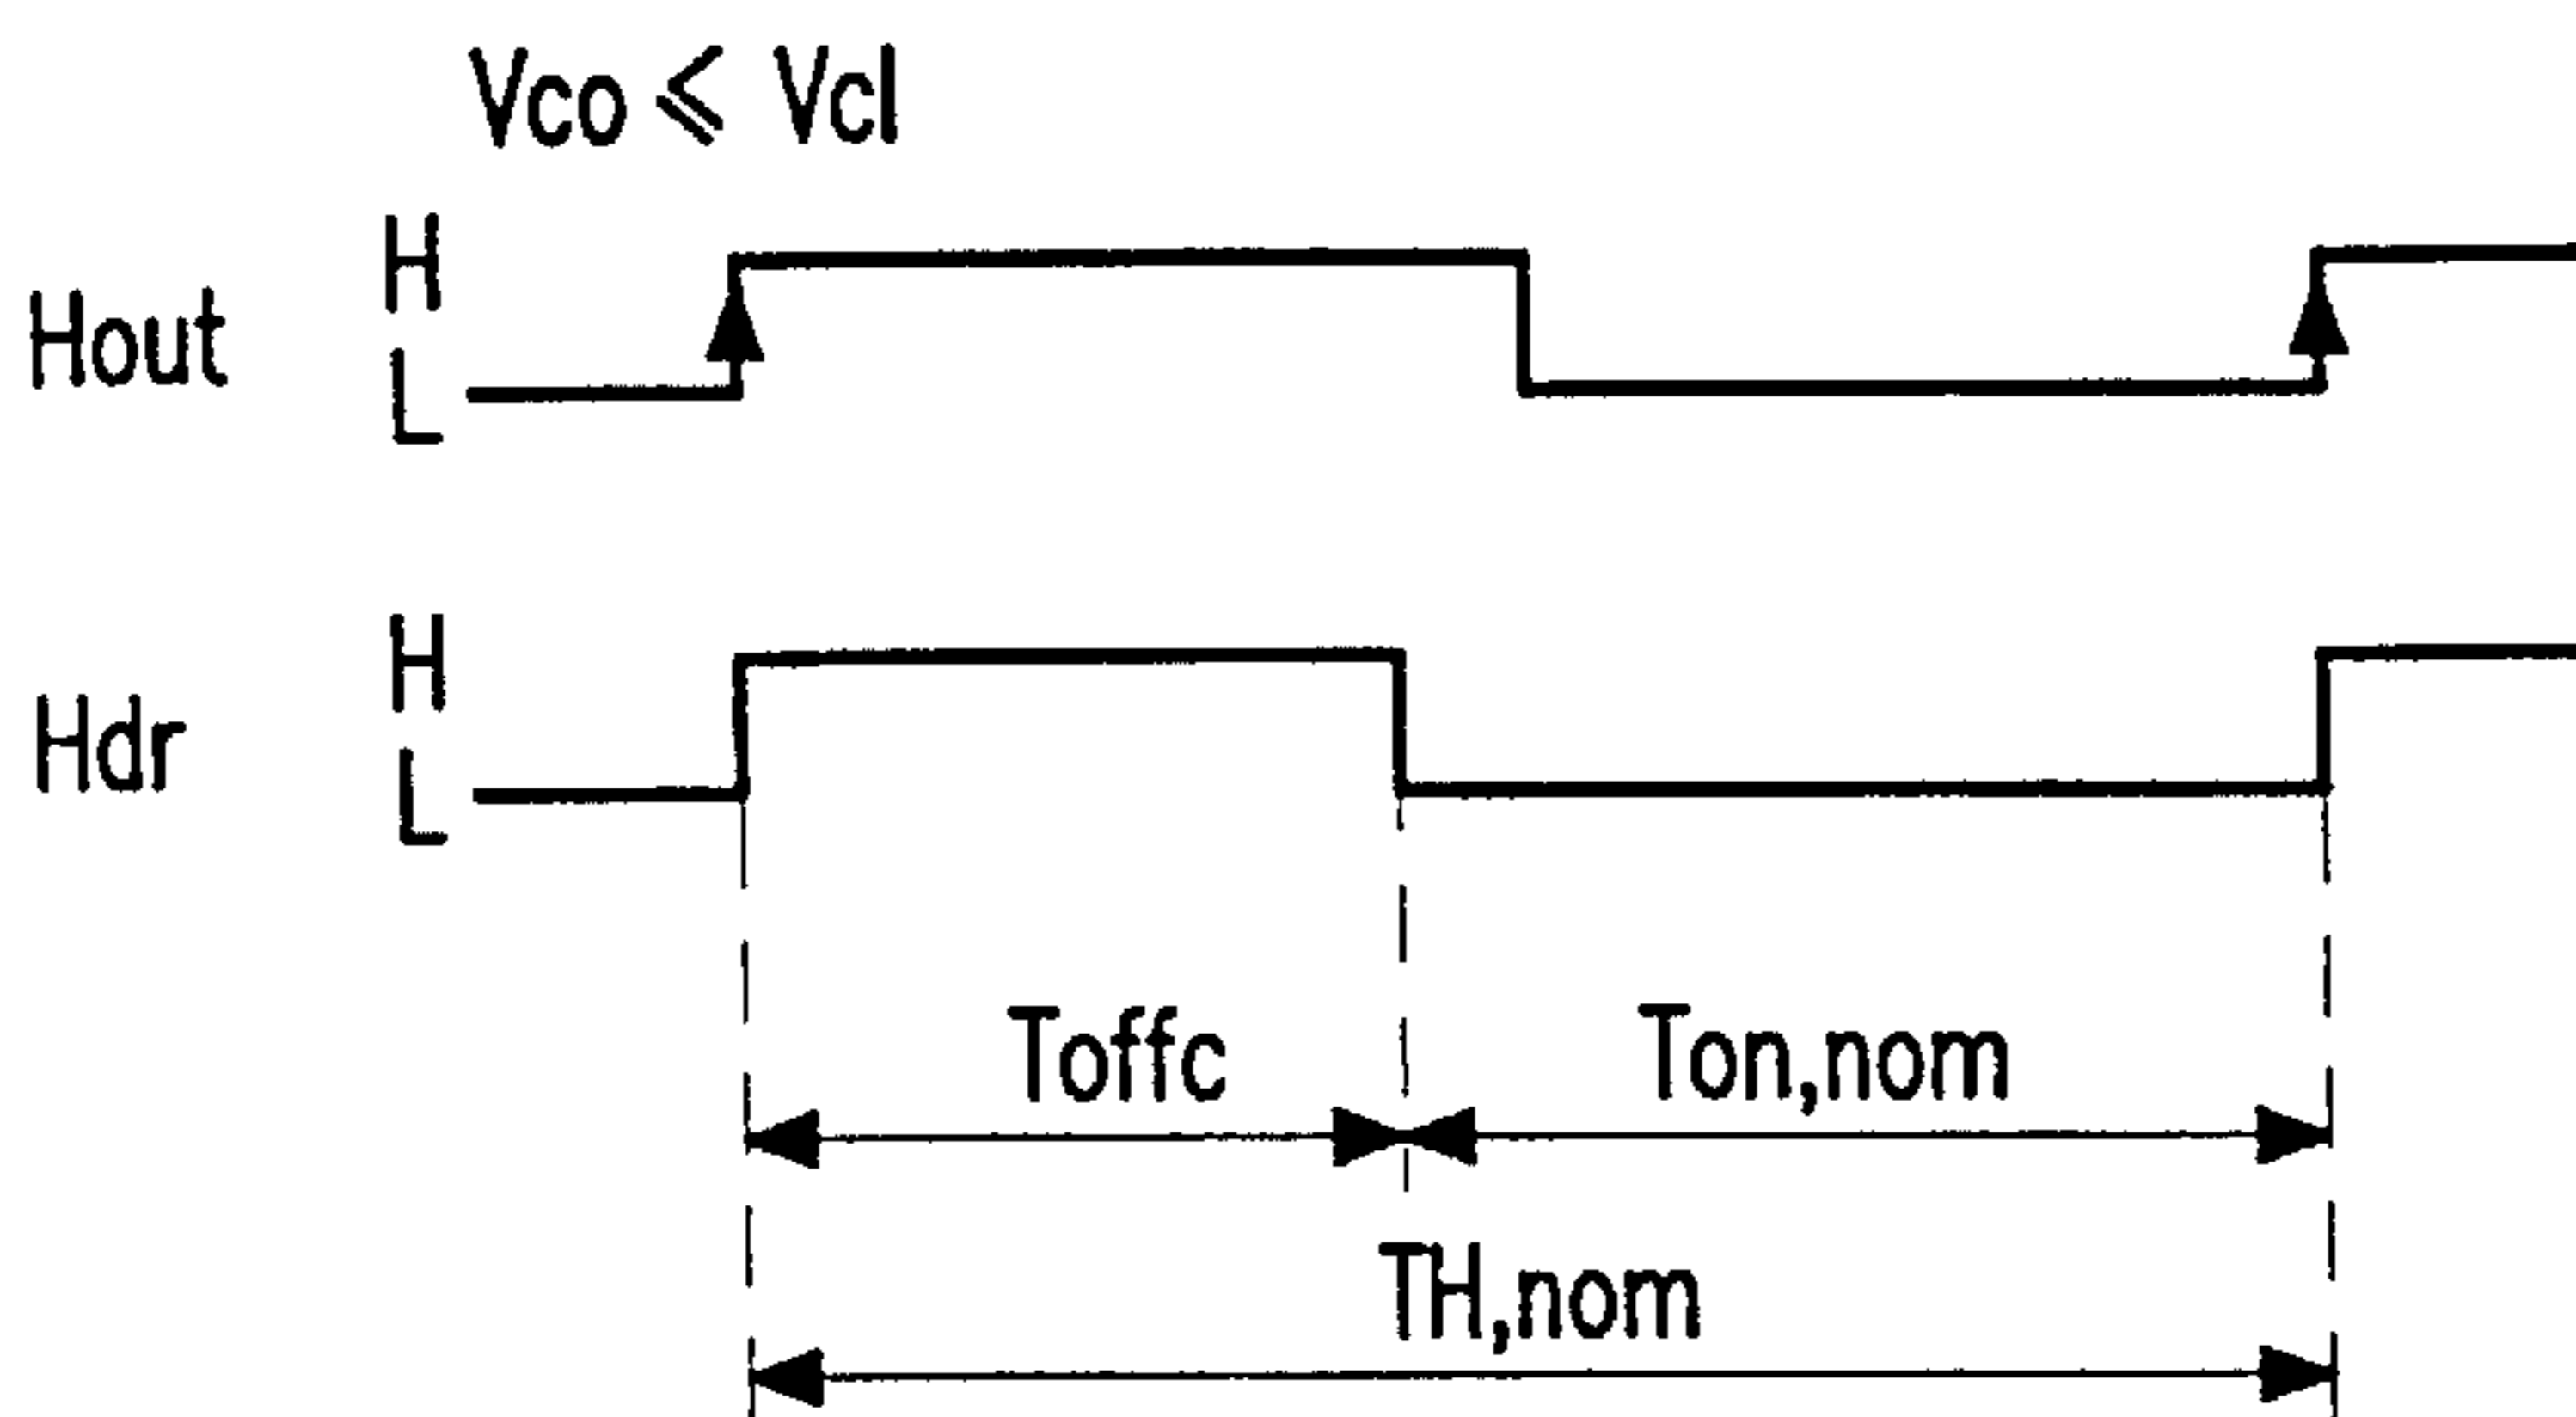 Vco ⩽ Vcl
H
Hout
L
H
Hdr
L
Toffc
Ton,nom
TH,nom